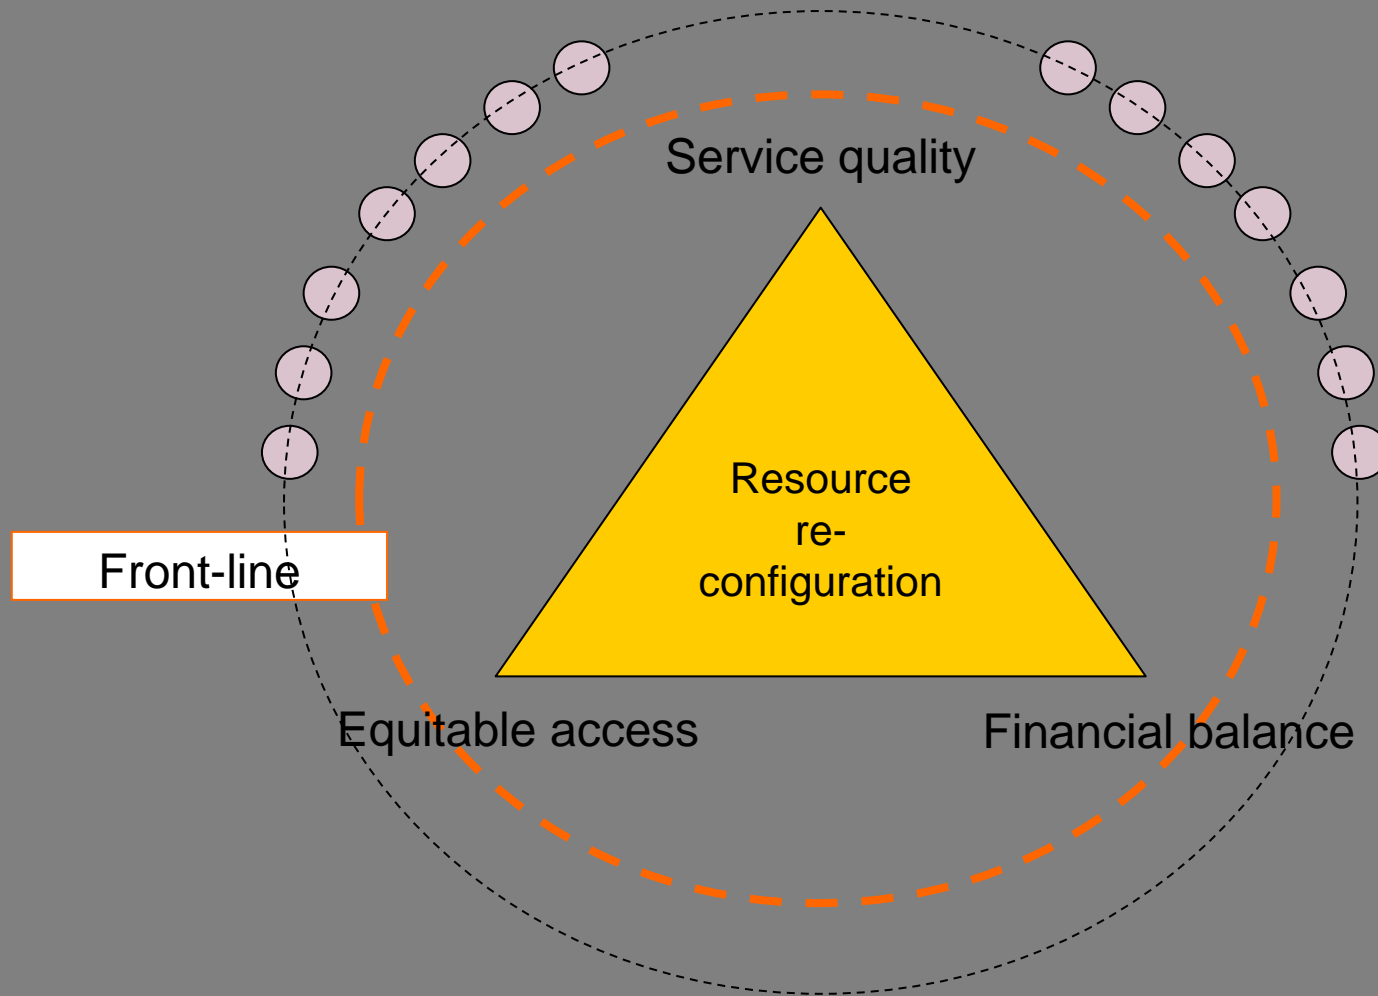 Service quality
Resource
re-
configuration
Front-line
Equitable access
Financial balance